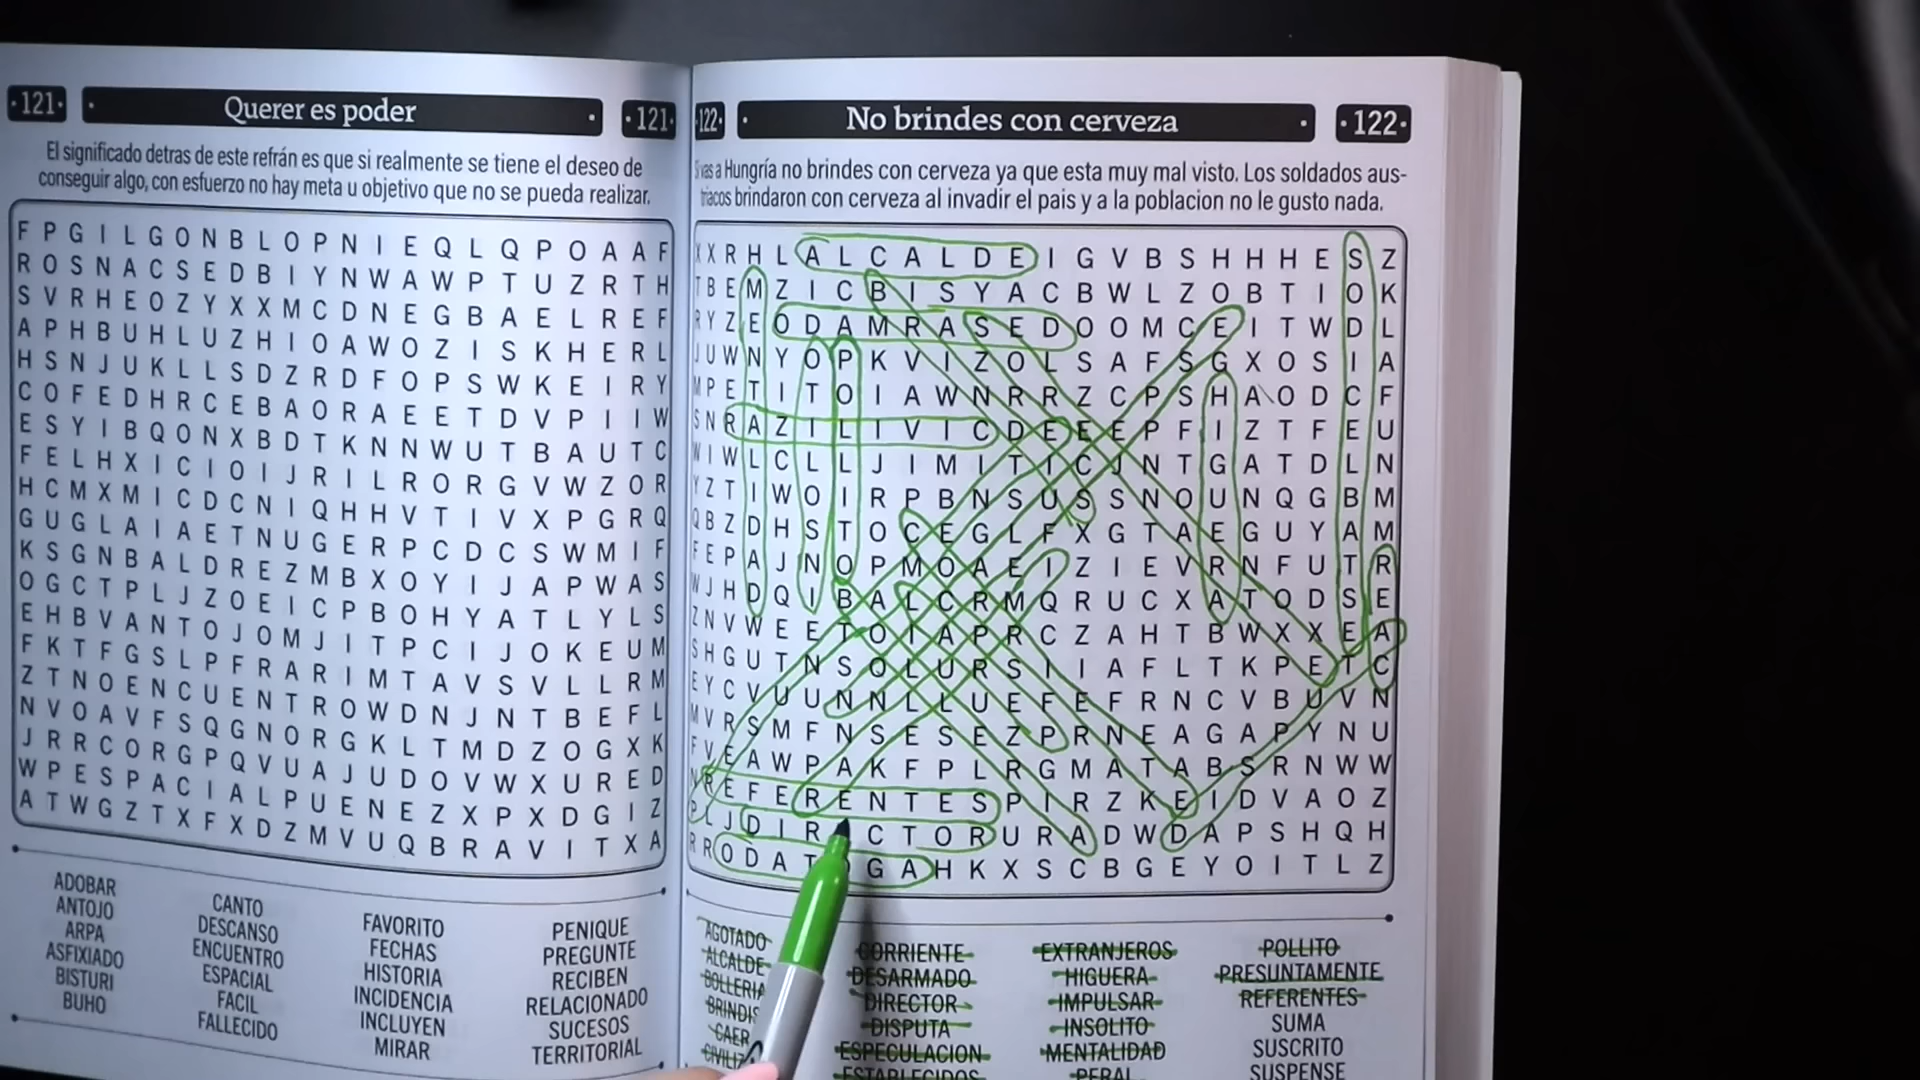 ·121·
Querer es poder
·121·
El significado detras de este refrán es que si realmente se tiene el deseo de
conseguir algo, con esfuerzo no hay meta u objetivo que no se pueda realizar.
F P G I L G O N B L O P N I E Q L Q P O A A F
R O S N A C S E D B I Y N W A W P T U Z R T H
S V R H E O Z Y X X M C D N E G B A E L R E F
A P H B U H L U Z H I O A W O Z I S K H E R L
H S N J U K L L S D Z R D F O P S W K E I R Y
C O F E D H R C E B A O R A E E T D V P I I W
E S Y I B Q O N X B D T K N N W U T B A U T C
F E L H X I C I O I J R I L R O R G V W Z O R
H C M X M I C D C N I Q H H V T I V X P G R Q
G U G L A I A E T N U G E R P C D C S W M I F
K S G N B A L D R E Z M B X O Y I J A P W A S
O G C T P L J Z O E I C P B O H Y A T L Y L S
E H B V A N T O J O M J I T P C I J O K E U M
F K T F G S L P F R A R I M T A V S V L L R M
Z T N O E N C U E N T R O W D N J N T B E F L
N V O A V F S Q G N O R G K L T M D Z O G X K
J R R C O R G P Q V U A J U D O V W X U R E D
W P E S P A C I A L P U E N E Z X P X D G I Z
A T W G Z T X F X D Z M V U Q B R A V I T X A
ADOBAR
ANTOJO
ARPA
ASFIXIADO
BISTURI
BUHO
CANTO
DESCANSO
ENCUENTRO
ESPACIAL
FACIL
FALLECIDO
FAVORITO
FECHAS
HISTORIA
INCIDENCIA
INCLUYEN
MIRAR
PENIQUE
PREGUNTE
RECIBEN
RELACIONADO
SUCESOS
TERRITORIAL
122·
No brindes con cerveza
·122·
vas a Hungría no brindes con cerveza ya que esta muy mal visto. Los soldados aus-
triacos brindaron con cerveza al invadir el pais y a la poblacion no le gusto nada.
X X R H L A L C A L D E I G V B S H H H E S Z
T B E M Z I C B I S Y A C B W L Z O B T I O K
R Y Z E O D A M R A S E D O O M C E I T W D L
J U W N Y O P K V I Z O L S A F S G X O S I A
M P E T I T O I A W N R R Z C P S H A O D C F
S N R A Z I L I V I C D E E E P F I Z T F E U
W I W L C L L J I M I T I C J N T G A T D L N
Y Z T I W O I R P B N S U S S N O U N Q G B M
Q B Z D H S T O C E G L F X G T A E G U Y A M
F E P A J N O P M O A E I Z I E V R N F U T R
W J H D Q I B A L C R M Q R U C X A T O D S E
Z N V W E E T O I A P R C Z A H T B W X X E A
S H G U T N S O L U R S I I A F L T K P E T C
E Y C V U U N N L L U E F E F R N C V B U V N
M V R S M F N S E S E Z P R N E A G A P Y N U
F V E A W P A K F P L R G M A T A B S R N W W
N R E F E R E N T E S P I R Z K E I D V A O Z
P L J D I R C T O R U R A D W D A P S H Q H
R R O D A T G A H K X S C B G E Y O I T L Z
AGOTADO
ALCALDE
BOLLERIA
BRINDIS
CAER
CORRIENTE
DESARMADO
DIRECTOR
DISPUTA
ESPECULACION
ESTABLECIDOS
EXTRANJEROS
HIGUERA
IMPULSAR
INSOLITO
MENTALIDAD
PERAL
POLLITO
PRESUNTAMENTE
REFERENTES
SUMA
SUSCRITO
SUSPENSE